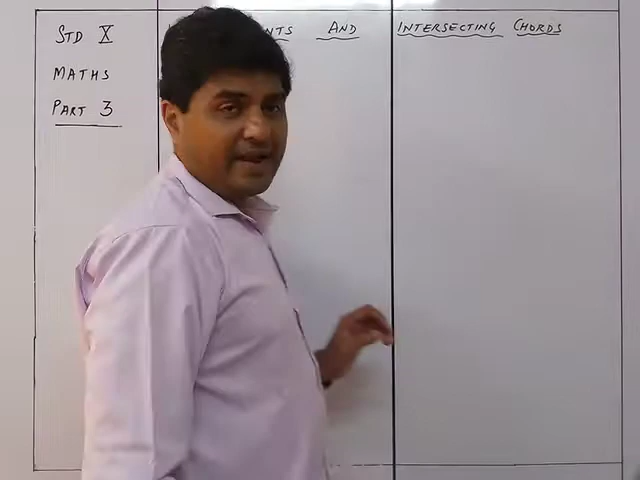 STD X
MATHS
PART 3
AND INTERSECTING CHORDS